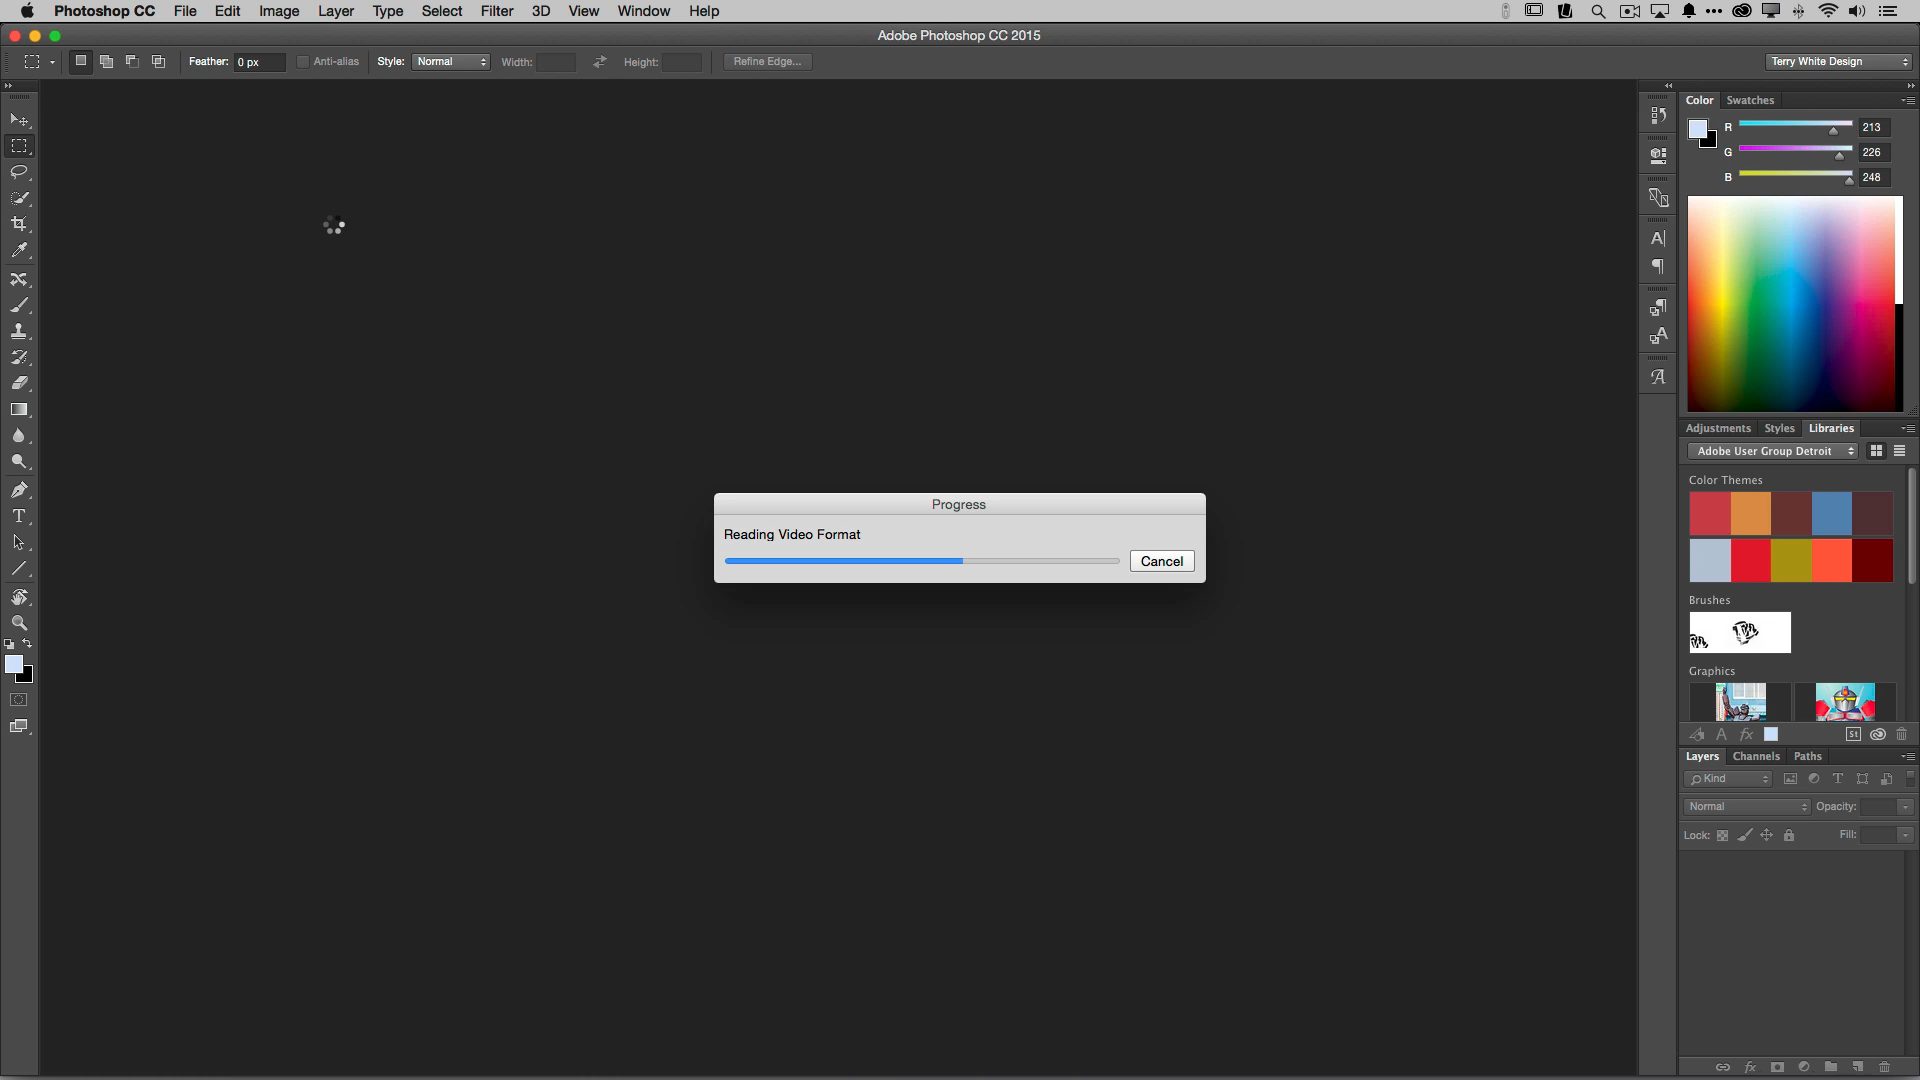 Photoshop CC File Edit Image Layer Type Select Filter 3D View Window Help
Adobe Photoshop CC 2015
Feather: 0 px Anti-alias Style: Normal Width: Height: Refine Edge... Terry White Design
Color Swatches
R 213
G 226
B 248
Adjustments Styles Libraries
Adobe User Group Detroit
Color Themes
Progress
Reading Video Format
Cancel
Brushes
Graphics
St
Layers Channels Paths
Kind
Normal Opacity:
Lock: Fill: